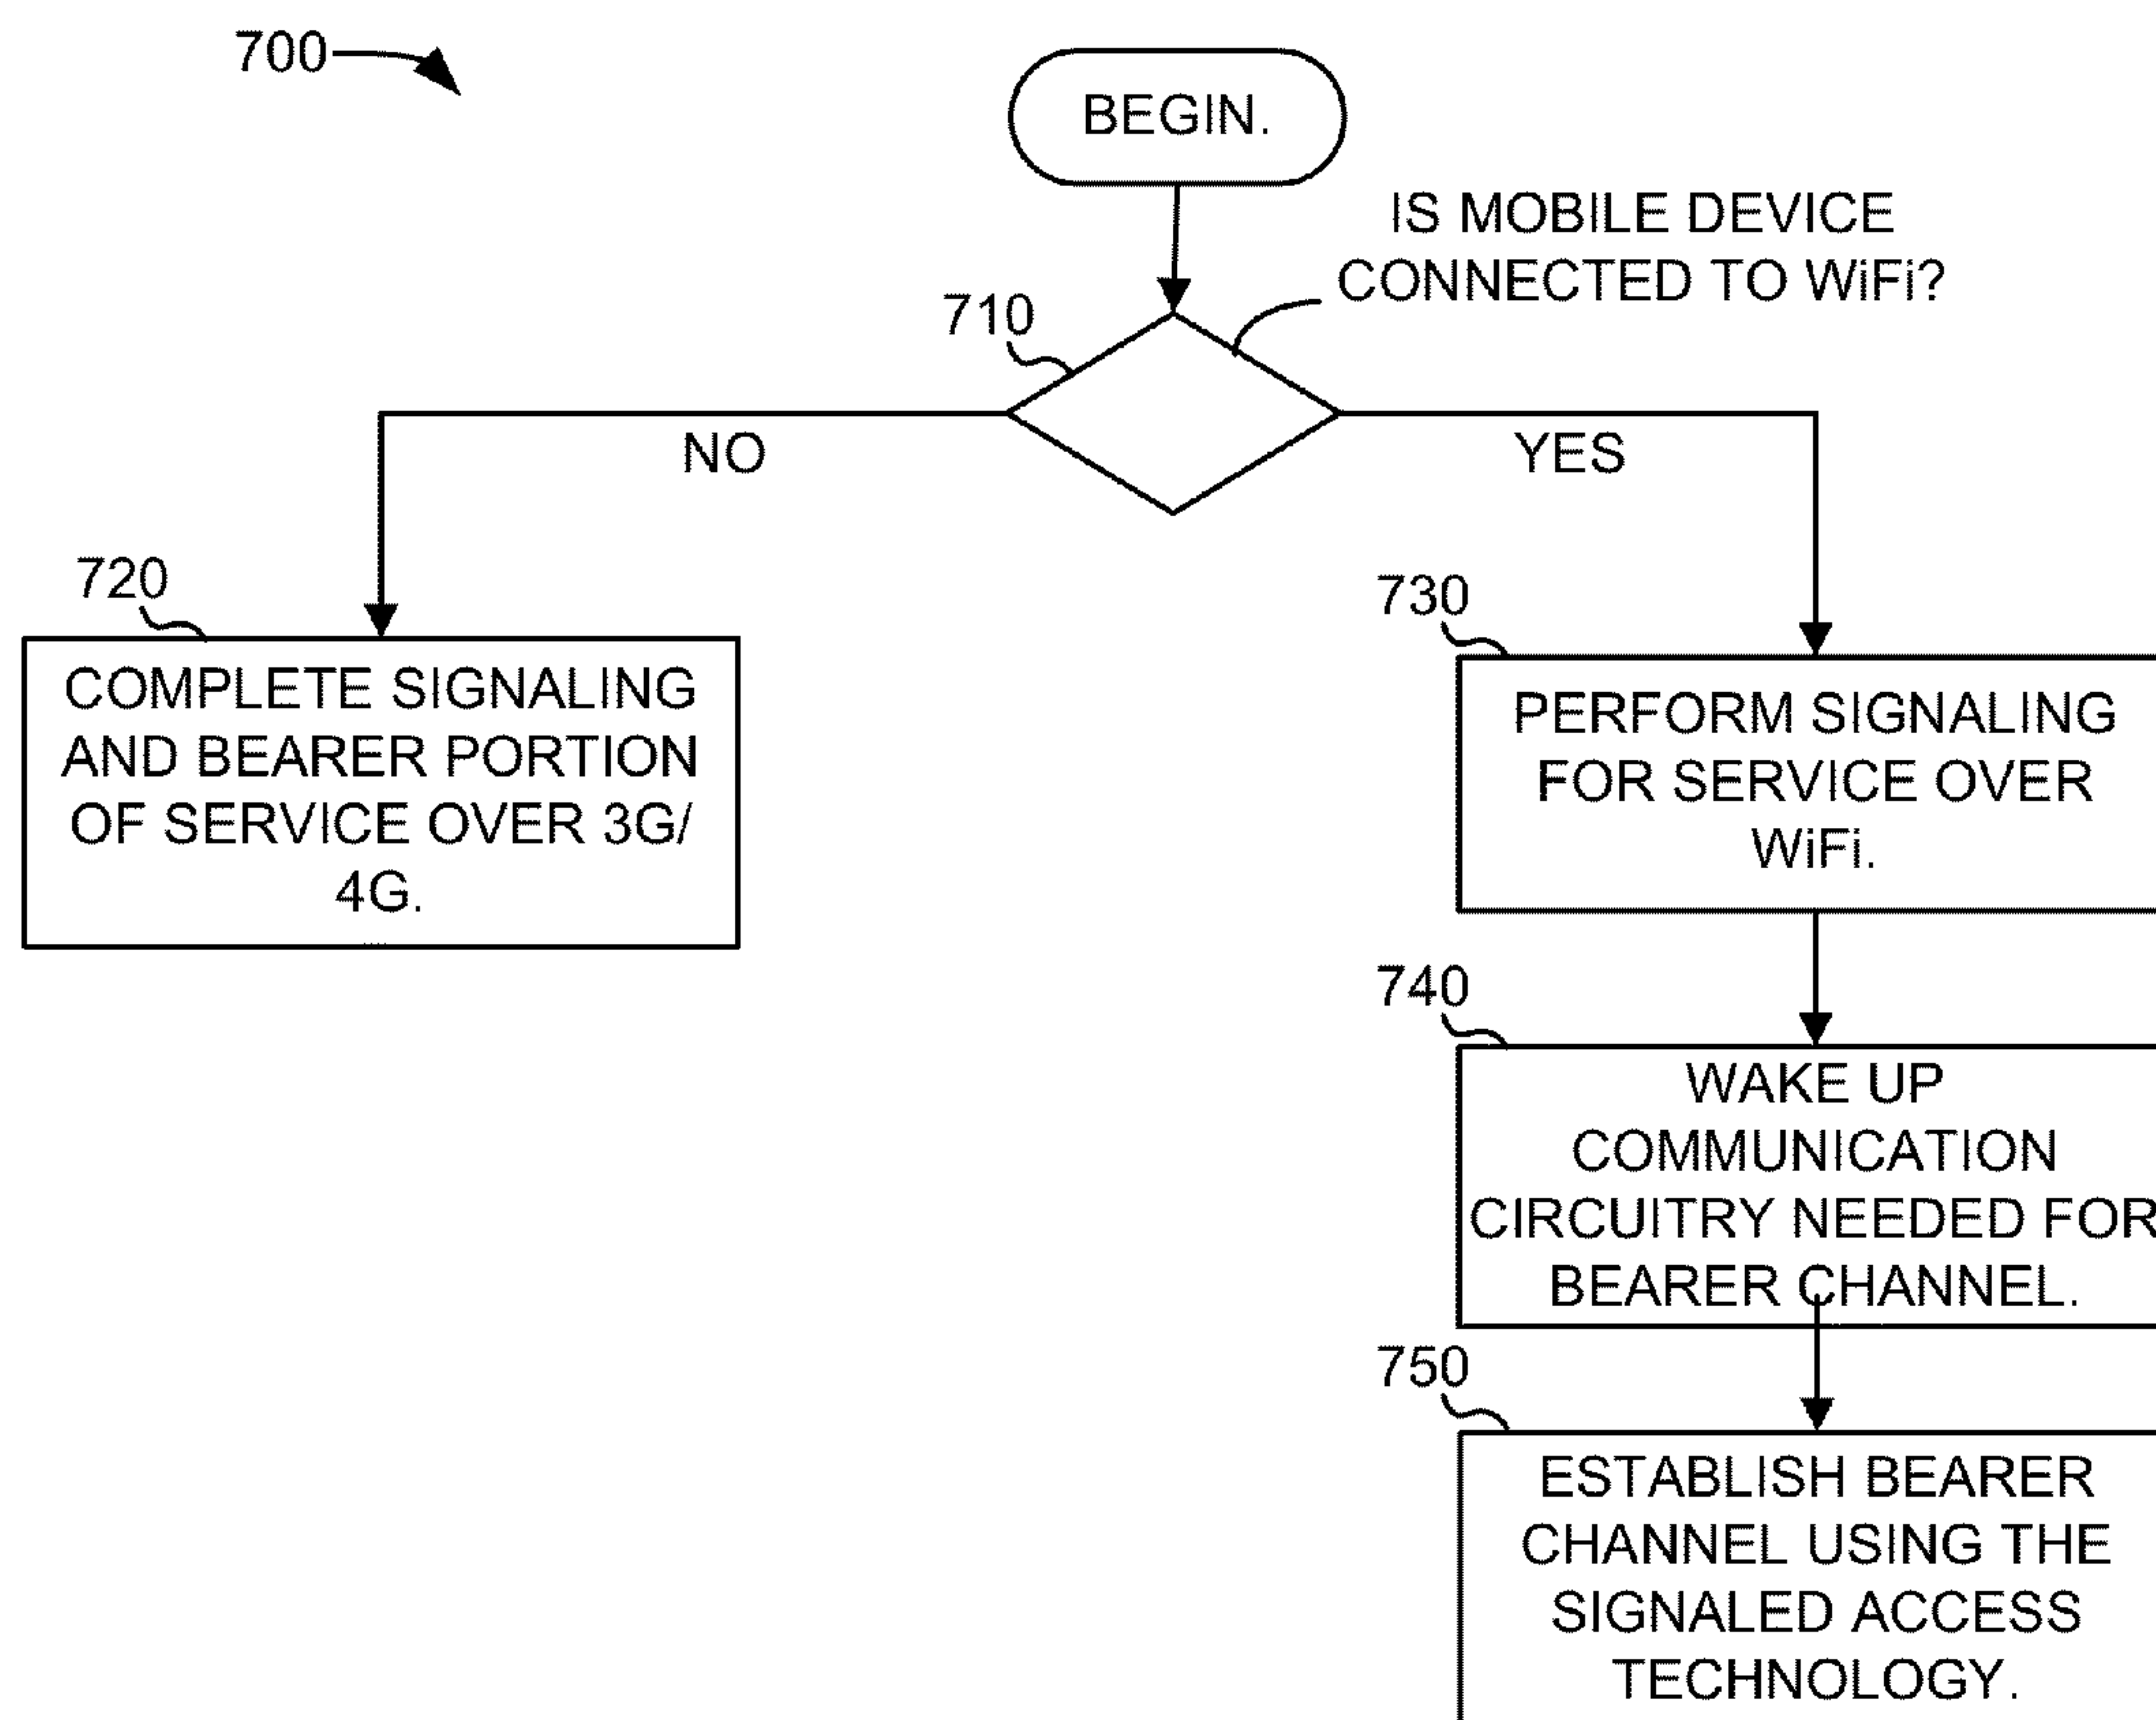 700
BEGIN.
IS MOBILE DEVICE
CONNECTED TO WiFi?
710
NO
YES
720
COMPLETE SIGNALING
AND BEARER PORTION
OF SERVICE OVER 3G/
4G.
730
PERFORM SIGNALING
FOR SERVICE OVER
WiFi.
740
WAKE UP
COMMUNICATION
CIRCUITRY NEEDED FOR
BEARER CHANNEL.
750
ESTABLISH BEARER
CHANNEL USING THE
SIGNALED ACCESS
TECHNOLOGY.